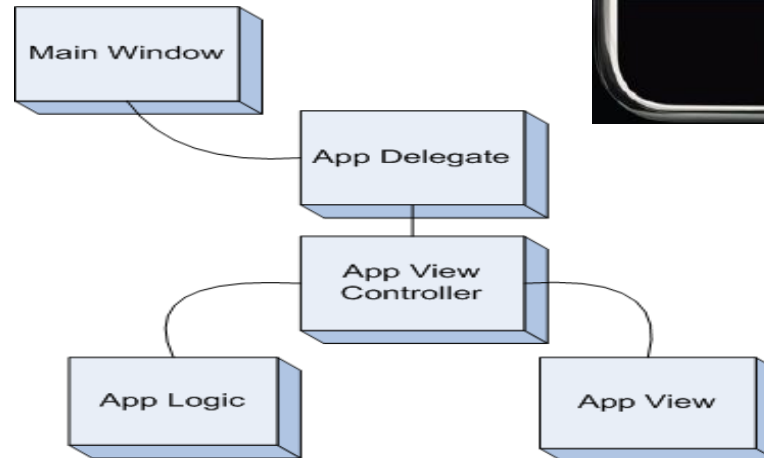 Main Window
App Delegate
App View
Controller
App Logic
App View